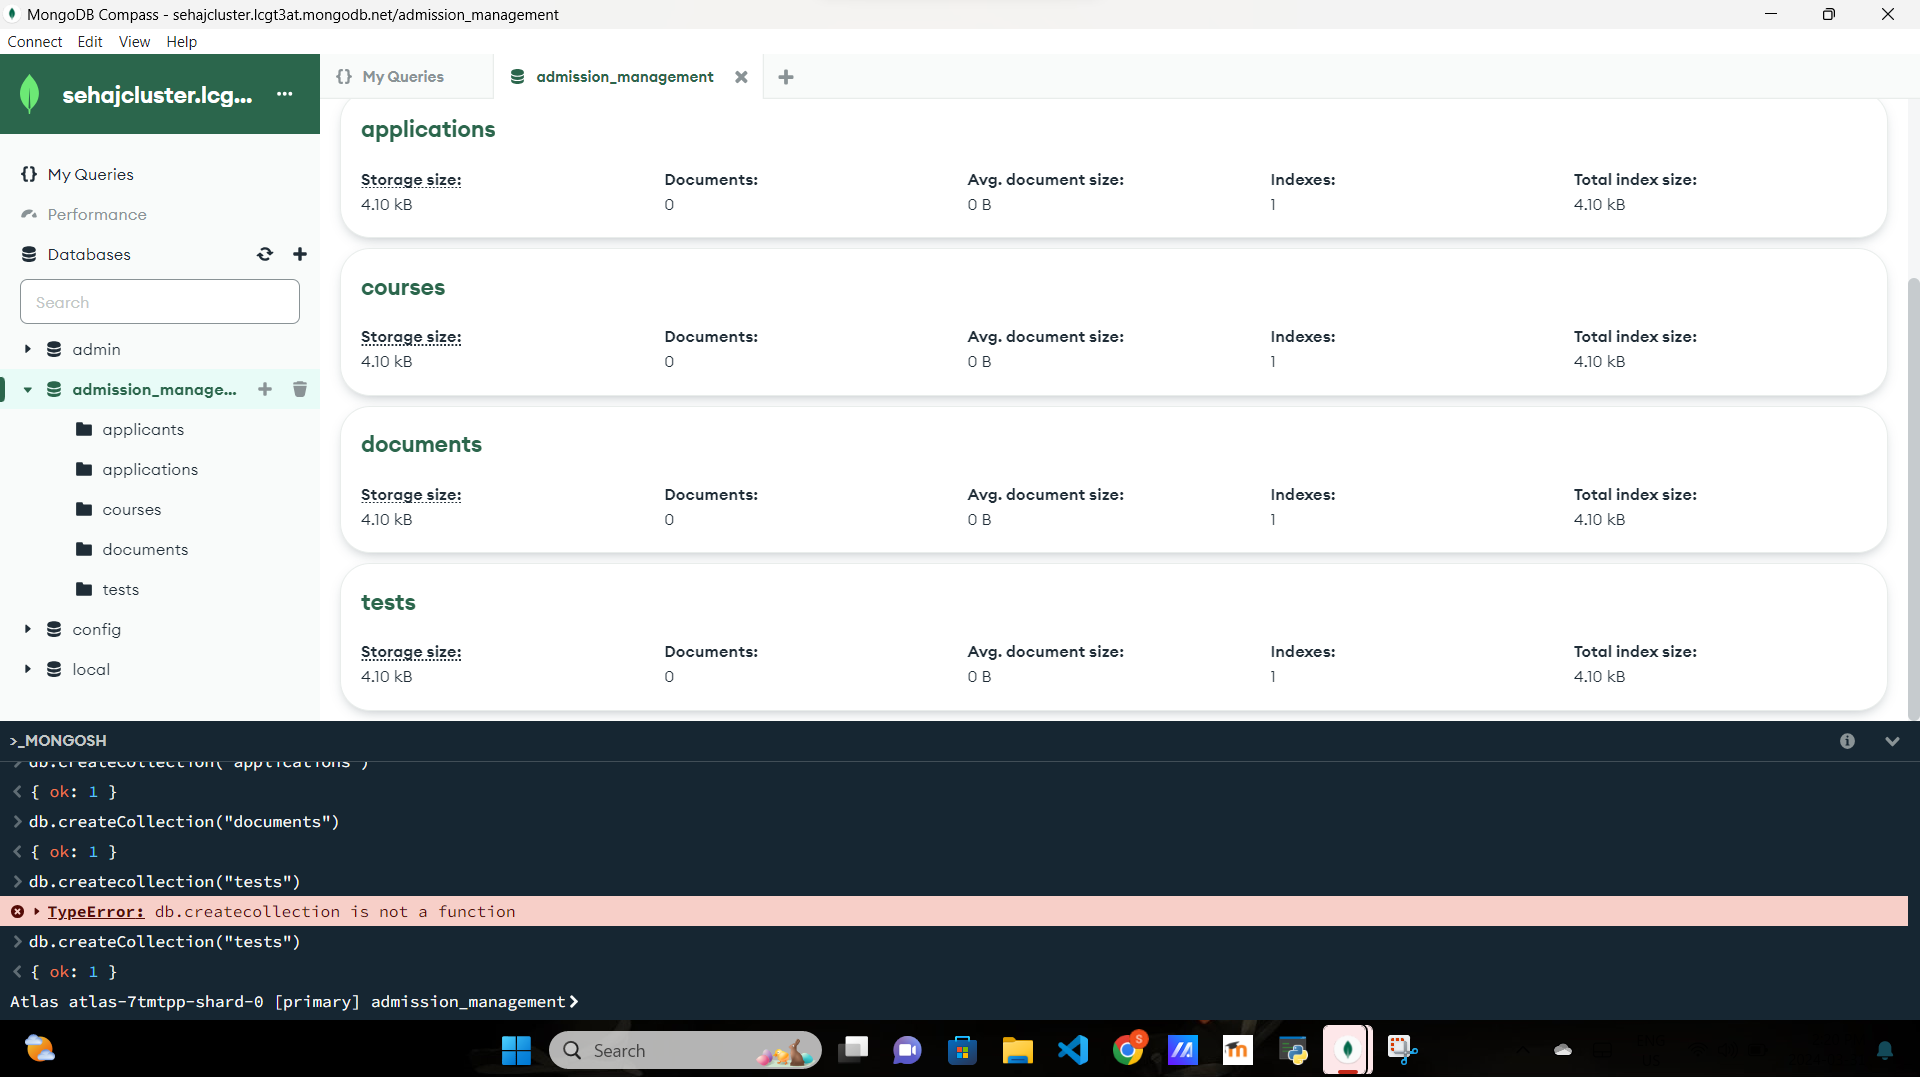 MongoDB Compass - sehajcluster.lcgt3at.mongodb.net/admission_management
Connect Edit View Help
sehajcluster.lcg... ...
{} My Queries
admission_management
My Queries
Performance
Databases
Search
admin
admission_manage...
applicants
applications
courses
documents
tests
config
local
applications
Storage size: Documents: Avg. document size: Indexes: Total index size:
4.10 kB 0 0 B 1 4.10 kB
courses
Storage size: Documents: Avg. document size: Indexes: Total index size:
4.10 kB 0 0 B 1 4.10 kB
documents
Storage size: Documents: Avg. document size: Indexes: Total index size:
4.10 kB 0 0 B 1 4.10 kB
tests
Storage size: Documents: Avg. document size: Indexes: Total index size:
4.10 kB 0 0 B 1 4.10 kB
>_MONGOSH
> db.createCollection("applications")
< { ok: 1 }
> db.createCollection("documents")
< { ok: 1 }
> db.createcollection("tests")
TypeError: db.createcollection is not a function
> db.createCollection("tests")
< { ok: 1 }
Atlas atlas-7tmtpp-shard-0 [primary] admission_management>
Search
S
m